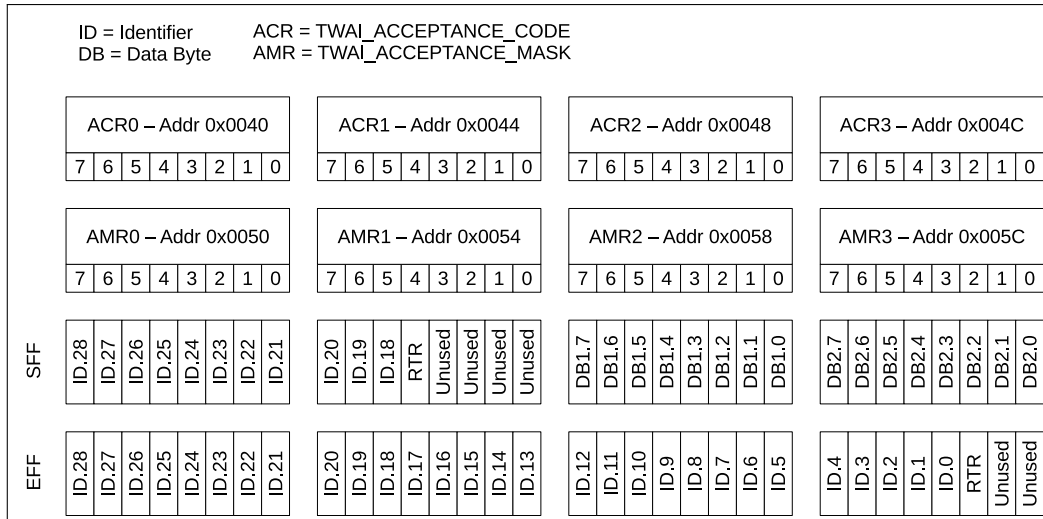 ID = Identifier ACR = TWAI_ACCEPTANCE_CODE
DB = Data Byte AMR = TWAI_ACCEPTANCE_MASK
ACR0 – Addr 0x0040 ACR1 – Addr 0x0044 ACR2 – Addr 0x0048 ACR3 – Addr 0x004C
7 6 5 4 3 2 1 0 7 6 5 4 3 2 1 0 7 6 5 4 3 2 1 0 7 6 5 4 3 2 1 0
AMR0 – Addr 0x0050 AMR1 – Addr 0x0054 AMR2 – Addr 0x0058 AMR3 – Addr 0x005C
7 6 5 4 3 2 1 0 7 6 5 4 3 2 1 0 7 6 5 4 3 2 1 0 7 6 5 4 3 2 1 0
SFF ID.28 ID.27 ID.26 ID.25 ID.24 ID.23 ID.22 ID.21 ID.20 ID.19 ID.18 RTR Unused Unused Unused Unused DB1.7 DB1.6 DB1.5 DB1.4 DB1.3 DB1.2 DB1.1 DB1.0 DB2.7 DB2.6 DB2.5 DB2.4 DB2.3 DB2.2 DB2.1 DB2.0
EFF ID.28 ID.27 ID.26 ID.25 ID.24 ID.23 ID.22 ID.21 ID.20 ID.19 ID.18 ID.17 ID.16 ID.15 ID.14 ID.13 ID.12 ID.11 ID.10 ID.9 ID.8 ID.7 ID.6 ID.5 ID.4 ID.3 ID.2 ID.1 ID.0 RTR Unused Unused